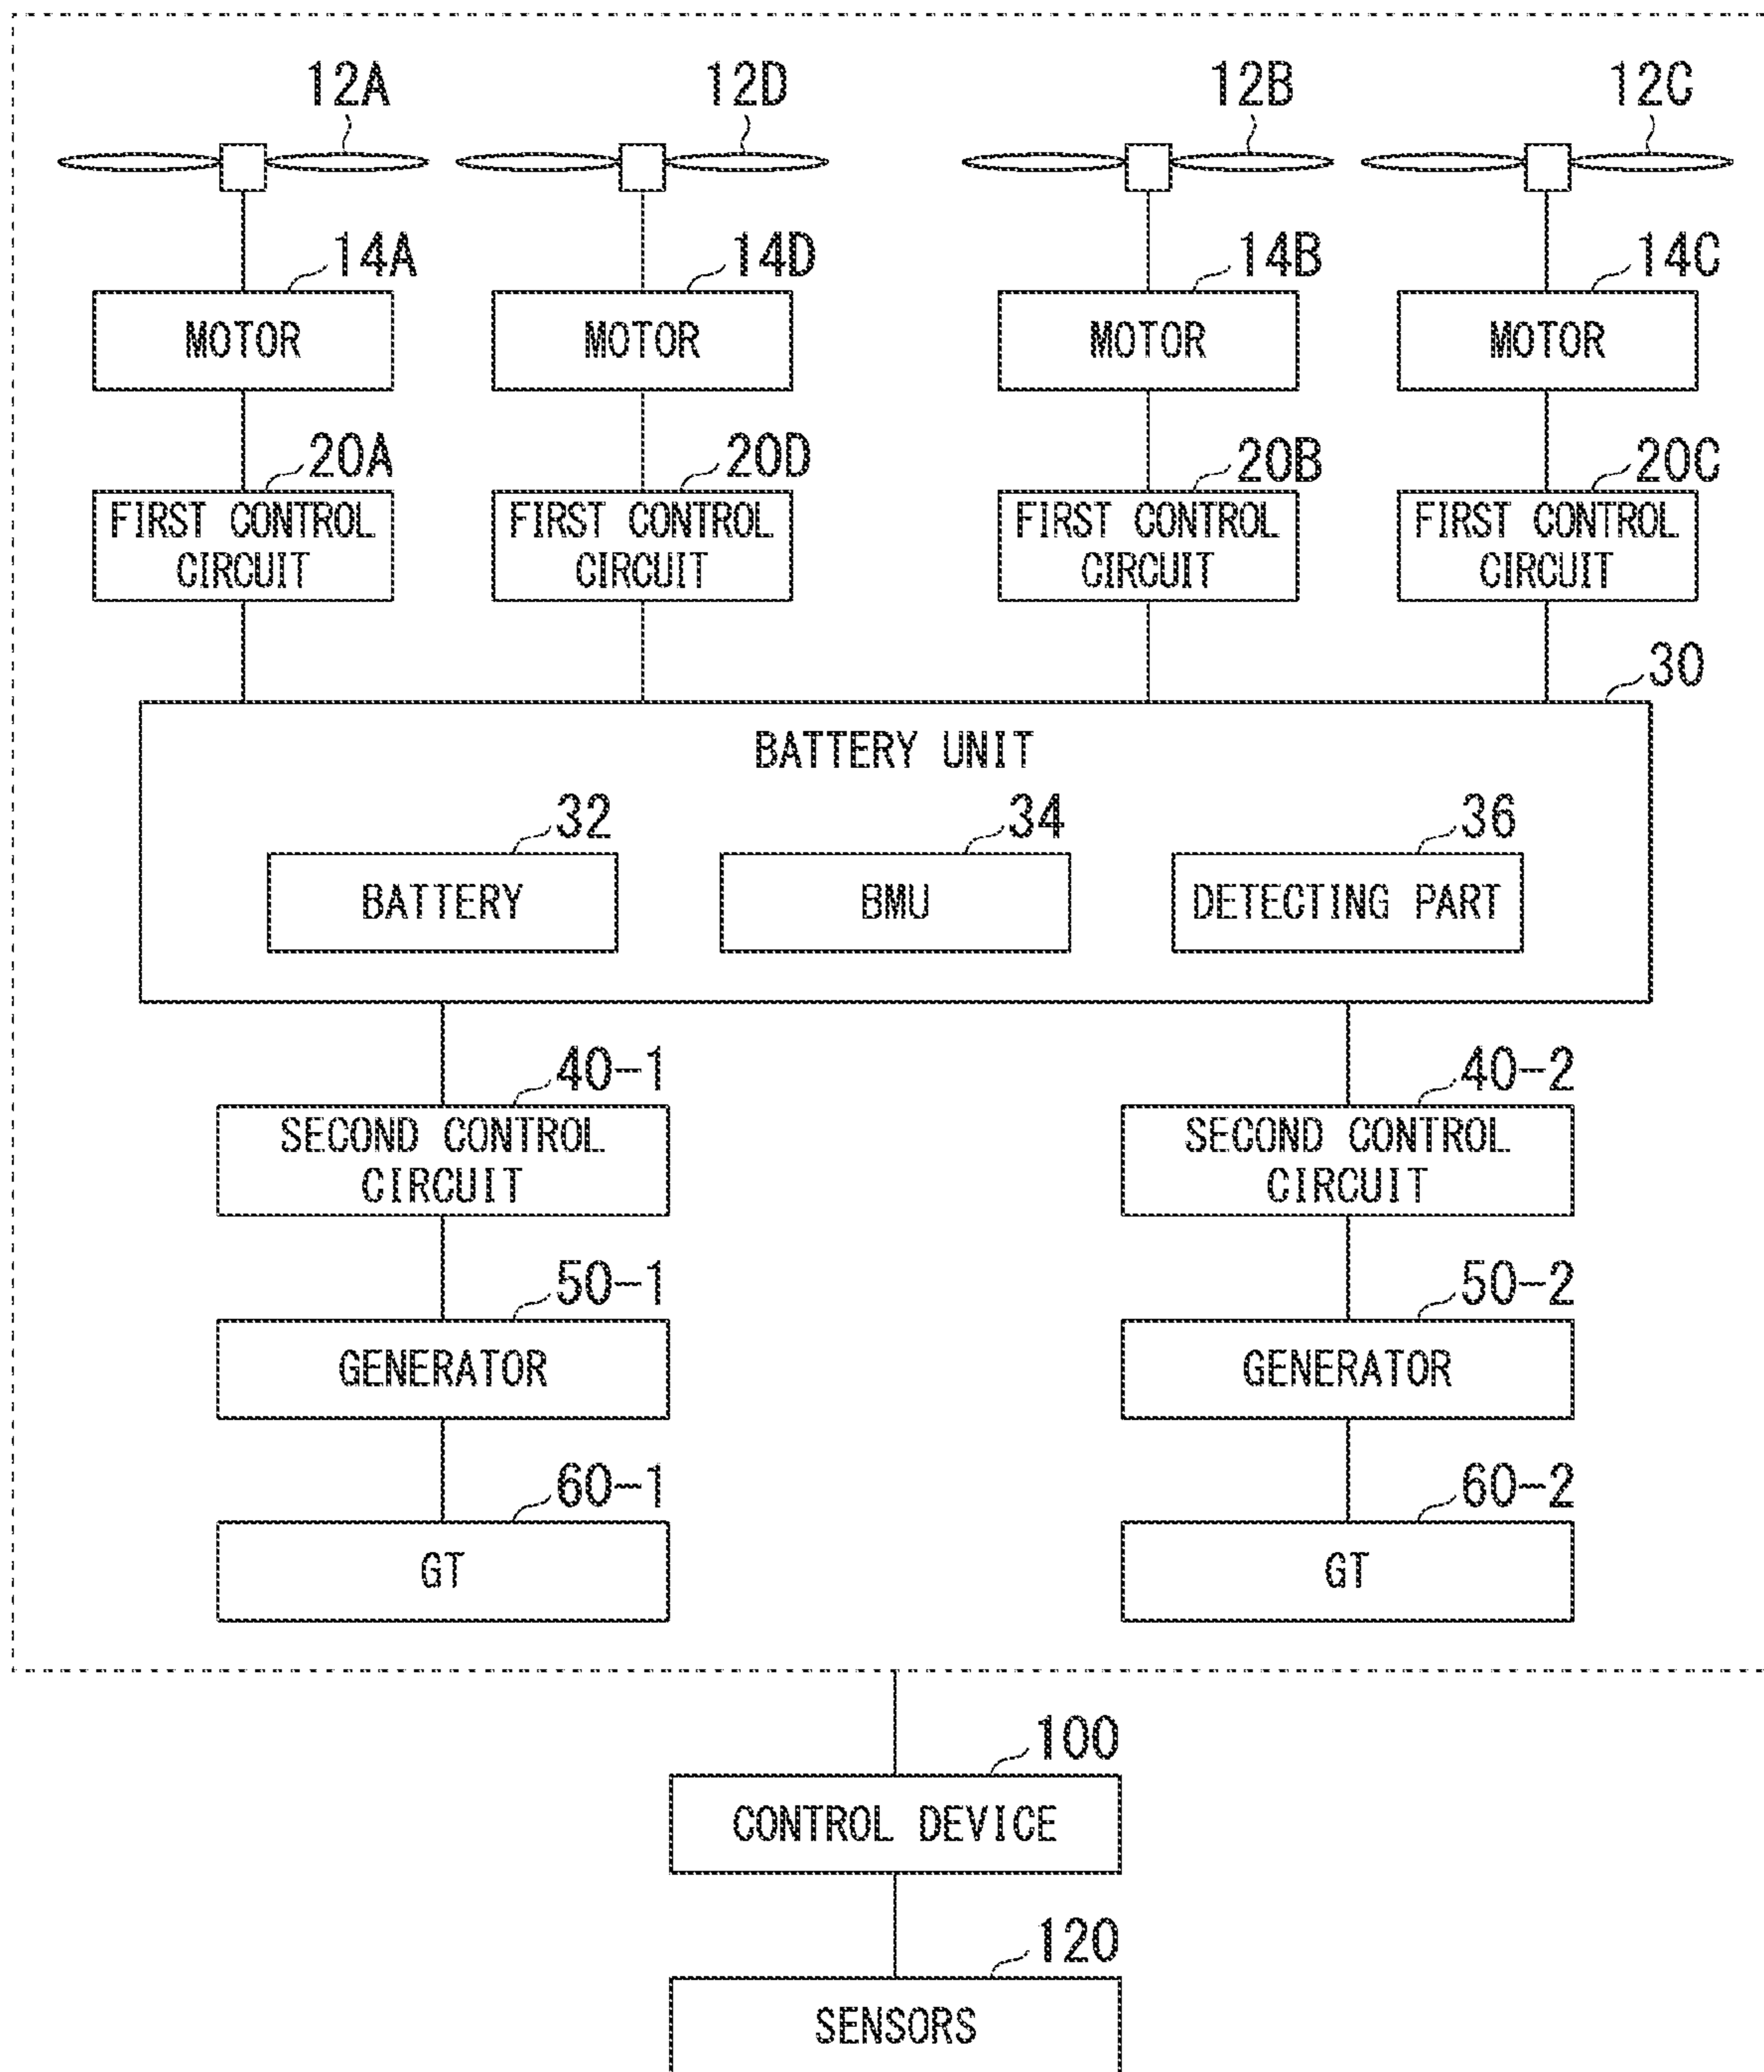 12A 12D 12B 12C
14A 14D 14B 14C
MOTOR MOTOR MOTOR MOTOR
20A 20D 20B 20C
FIRST CONTROL FIRST CONTROL FIRST CONTROL FIRST CONTROL
CIRCUIT CIRCUIT CIRCUIT CIRCUIT
30
BATTERY UNIT
32 34 36
BATTERY BMU DETECTING PART
40-1 40-2
SECOND CONTROL SECOND CONTROL
CIRCUIT CIRCUIT
50-1 50-2
GENERATOR GENERATOR
60-1 60-2
GT GT
100
CONTROL DEVICE
120
SENSORS